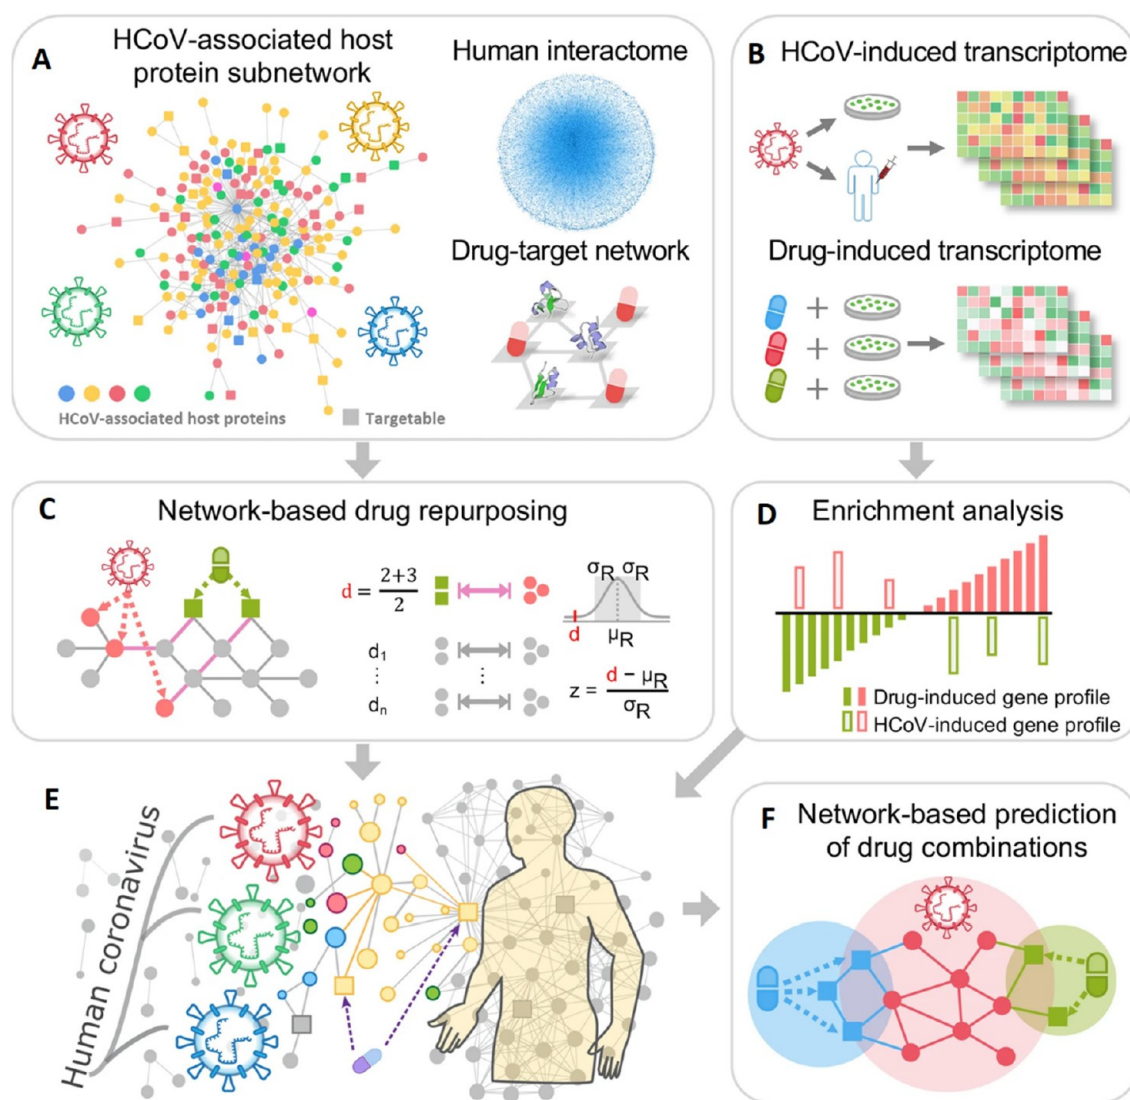 A
HCoV-associated host
protein subnetwork
Human interactome
Drug-target network
HCoV-associated host proteins
Targetable
B
HCoV-induced transcriptome
Drug-induced transcriptome
+
+
+
C
Network-based drug repurposing
d = 2+3
2
σR σR
d
μR
d1
⋮
⋮
dn
z = d − μR
σR
D
Enrichment analysis
Drug-induced gene profile
HCoV-induced gene profile
E
Human coronavirus
F
Network-based prediction
of drug combinations